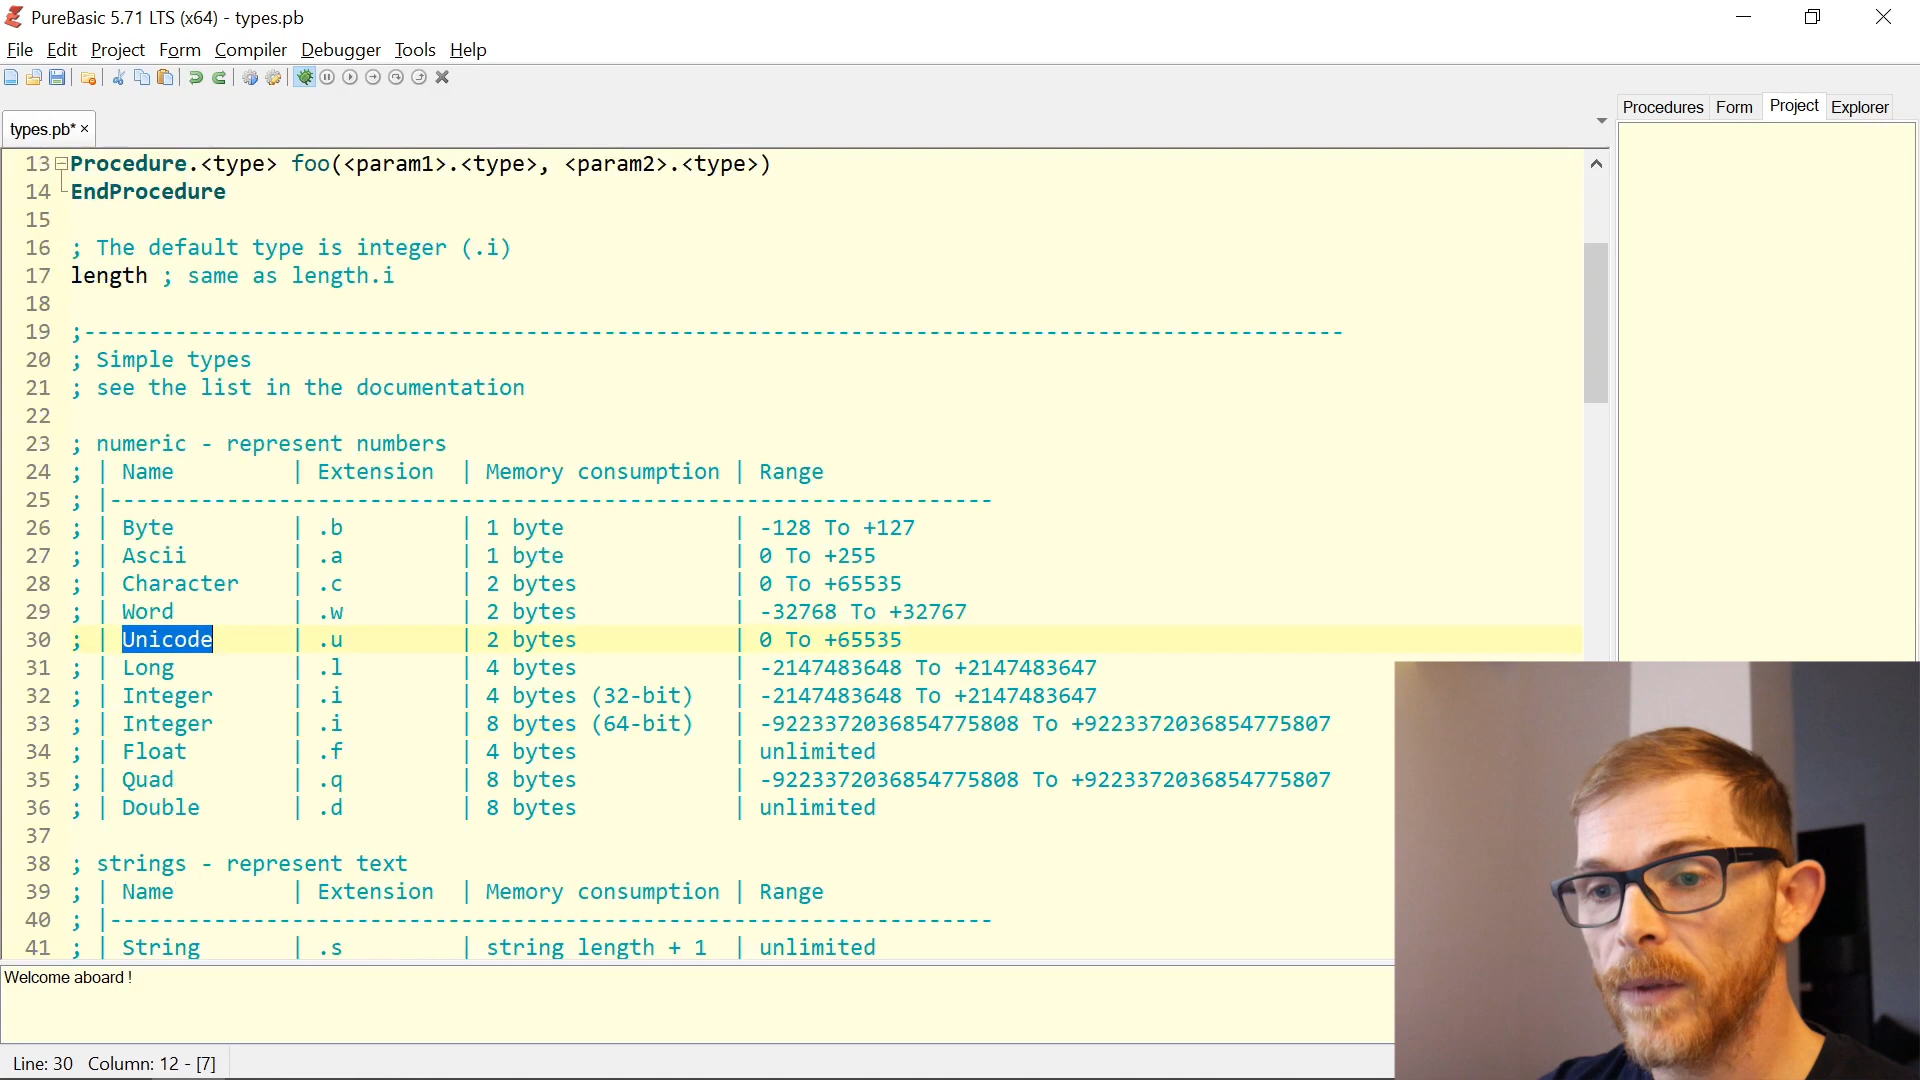 PureBasic 5.71 LTS (x64) - types.pb
File Edit Project Form Compiler Debugger Tools Help
Procedures Form Project Explorer
types.pb* ×
13 Procedure.<type> foo(<param1>.<type>, <param2>.<type>)
14 EndProcedure
15
16 ; The default type is integer (.i)
17 length ; same as length.i
18
19 ;-------------------------------------------------------------------------------------------------
20 ; Simple types
21 ; see the list in the documentation
22
23 ; numeric - represent numbers
24 ; | Name | Extension | Memory consumption | Range
25 ; |--------------------------------------------------------------------
26 ; | Byte | .b | 1 byte | -128 To +127
27 ; | Ascii | .a | 1 byte | 0 To +255
28 ; | Character | .c | 2 bytes | 0 To +65535
29 ; | Word | .w | 2 bytes | -32768 To +32767
30 ; | Unicode | .u | 2 bytes | 0 To +65535
31 ; | Long | .l | 4 bytes | -2147483648 To +2147483647
32 ; | Integer | .i | 4 bytes (32-bit) | -2147483648 To +2147483647
33 ; | Integer | .i | 8 bytes (64-bit) | -9223372036854775808 To +9223372036854775807
34 ; | Float | .f | 4 bytes | unlimited
35 ; | Quad | .q | 8 bytes | -9223372036854775808 To +9223372036854775807
36 ; | Double | .d | 8 bytes | unlimited
37
38 ; strings - represent text
39 ; | Name | Extension | Memory consumption | Range
40 ; |--------------------------------------------------------------------
41 ; | String | .s | string length + 1 | unlimited
Welcome aboard !
Line: 30 Column: 12 - [7]